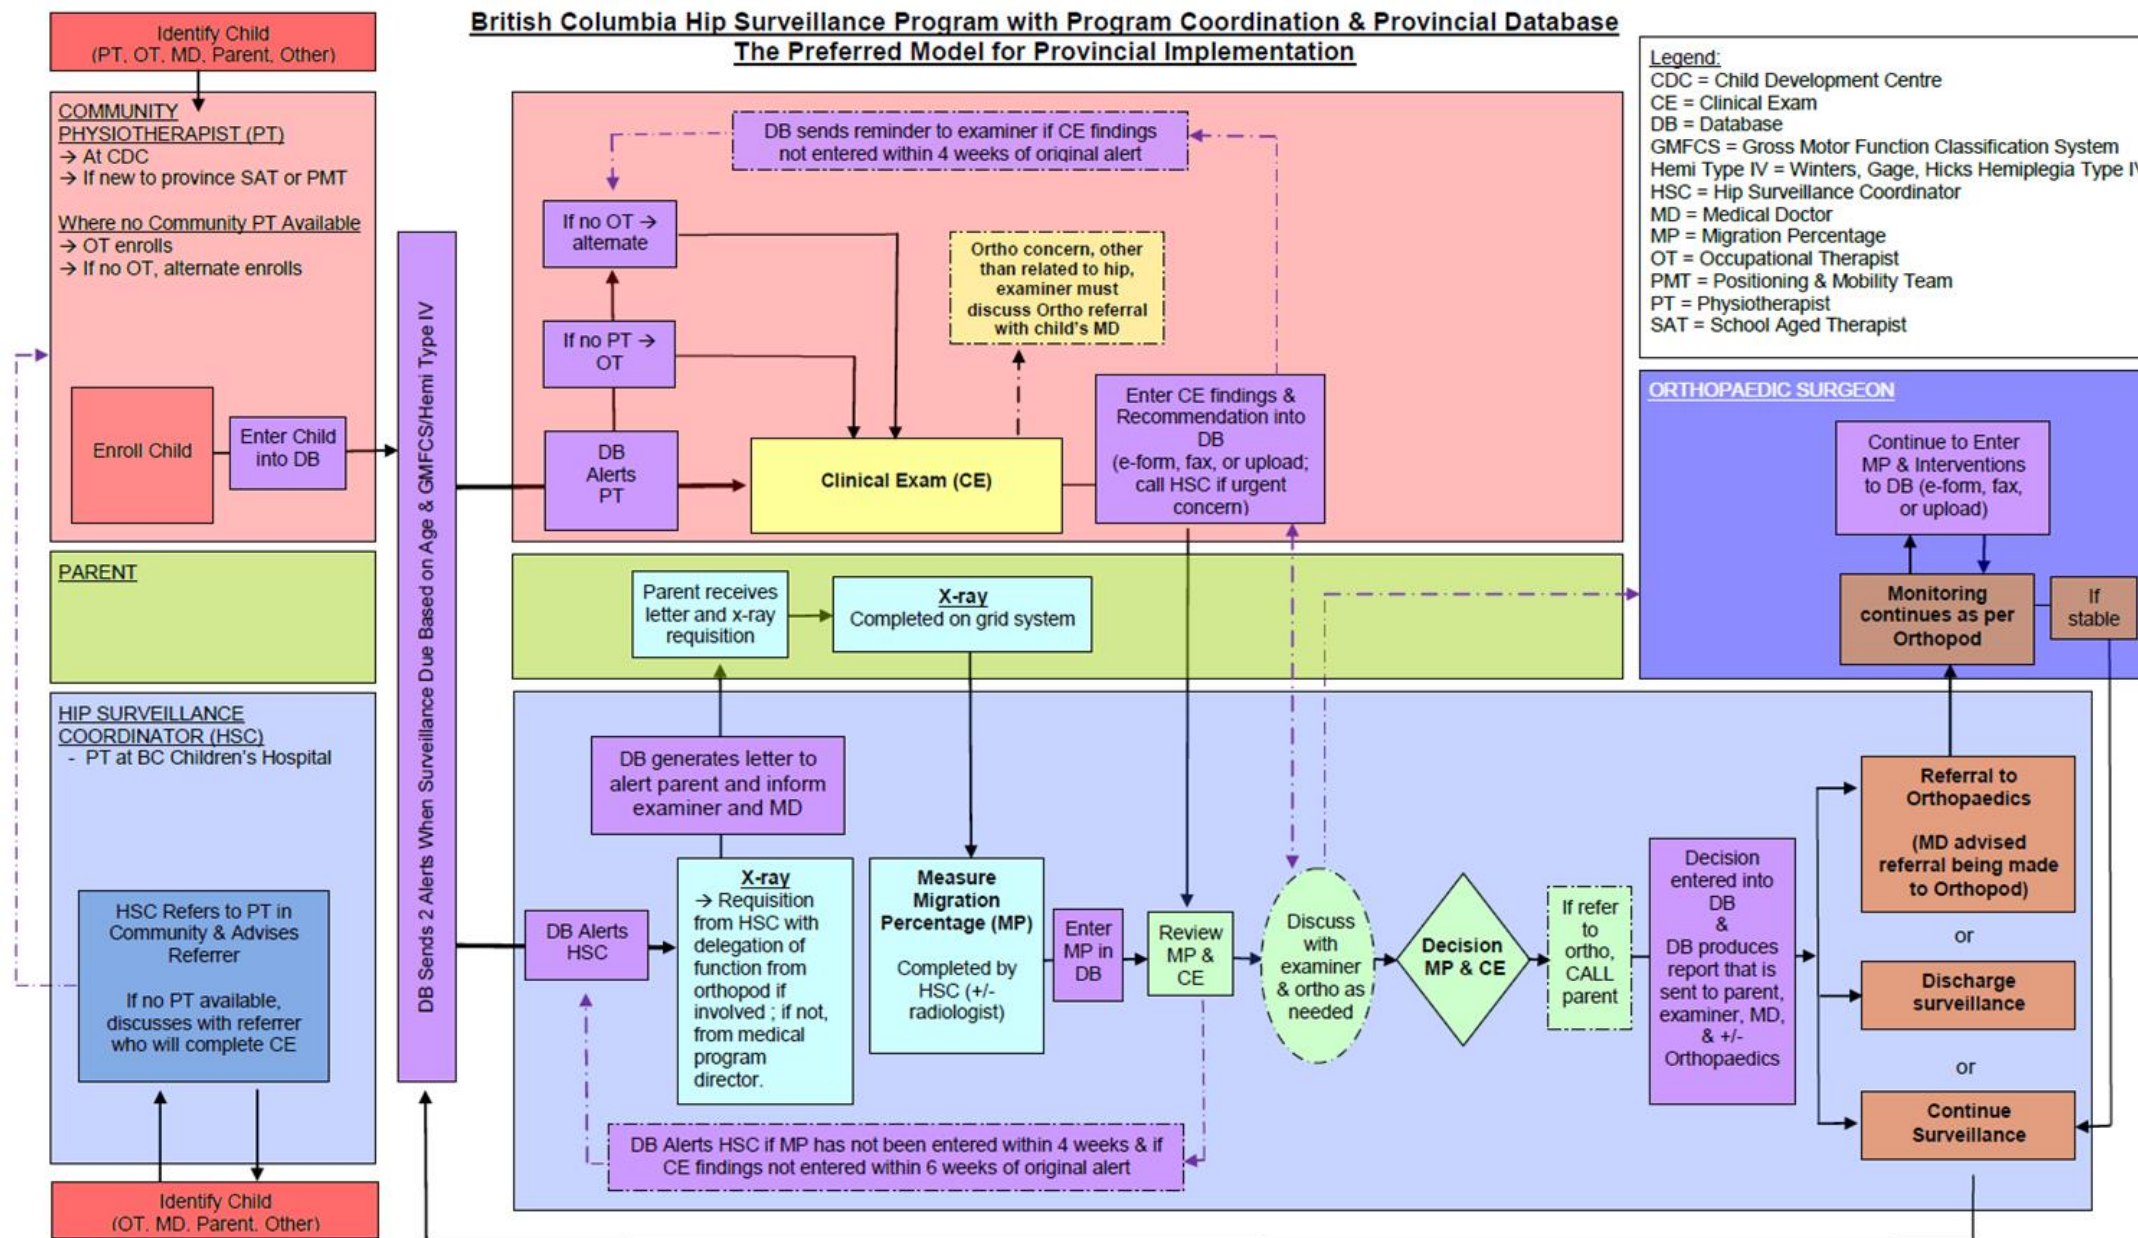 British Columbia Hip Surveillance Program with Program Coordination & Provincial Database
The Preferred Model for Provincial Implementation
Identify Child
(PT, OT, MD, Parent, Other)
COMMUNITY
PHYSIOTHERAPIST (PT)
→ At CDC
→ If new to province SAT or PMT
Where no Community PT Available
→ OT enrolls
→ If no OT, alternate enrolls
Enroll Child
Enter Child
into DB
PARENT
HIP SURVEILLANCE
COORDINATOR (HSC)
- PT at BC Children's Hospital
HSC Refers to PT in
Community & Advises
Referrer
If no PT available,
discusses with referrer
who will complete CE
Identify Child
(OT, MD, Parent, Other)
DB Sends 2 Alerts When Surveillance Due Based on Age & GMFCS/Hemi Type IV
DB sends reminder to examiner if CE findings
not entered within 4 weeks of original alert
If no OT →
alternate
If no PT →
OT
DB
Alerts
PT
Clinical Exam (CE)
Ortho concern, other
than related to hip,
examiner must
discuss Ortho referral
with child's MD
Enter CE findings &
Recommendation into
DB
(e-form, fax, or upload;
call HSC if urgent
concern)
Parent receives
letter and x-ray
requisition
X-ray
Completed on grid system
DB generates letter to
alert parent and inform
examiner and MD
DB Alerts
HSC
X-ray
→ Requisition
from HSC with
delegation of
function from
orthopod if
involved ; if not,
from medical
program
director.
Measure
Migration
Percentage (MP)
Completed by
HSC (+/-
radiologist)
Enter
MP in
DB
Review
MP &
CE
Discuss
with
examiner
& ortho as
needed
Decision
MP & CE
If refer
to
ortho,
CALL
parent
Decision
entered into
DB
&
DB produces
report that is
sent to parent,
examiner, MD,
& +/-
Orthopaedics
DB Alerts HSC if MP has not been entered within 4 weeks & if
CE findings not entered within 6 weeks of original alert
Referral to
Orthopaedics
(MD advised
referral being made
to Orthopod)
or
Discharge
surveillance
or
Continue
Surveillance
Legend:
CDC = Child Development Centre
CE = Clinical Exam
DB = Database
GMFCS = Gross Motor Function Classification System
Hemi Type IV = Winters, Gage, Hicks Hemiplegia Type IV
HSC = Hip Surveillance Coordinator
MD = Medical Doctor
MP = Migration Percentage
OT = Occupational Therapist
PMT = Positioning & Mobility Team
PT = Physiotherapist
SAT = School Aged Therapist
ORTHOPAEDIC SURGEON
Continue to Enter
MP & Interventions
to DB (e-form, fax,
or upload)
Monitoring
continues as per
Orthopod
If
stable